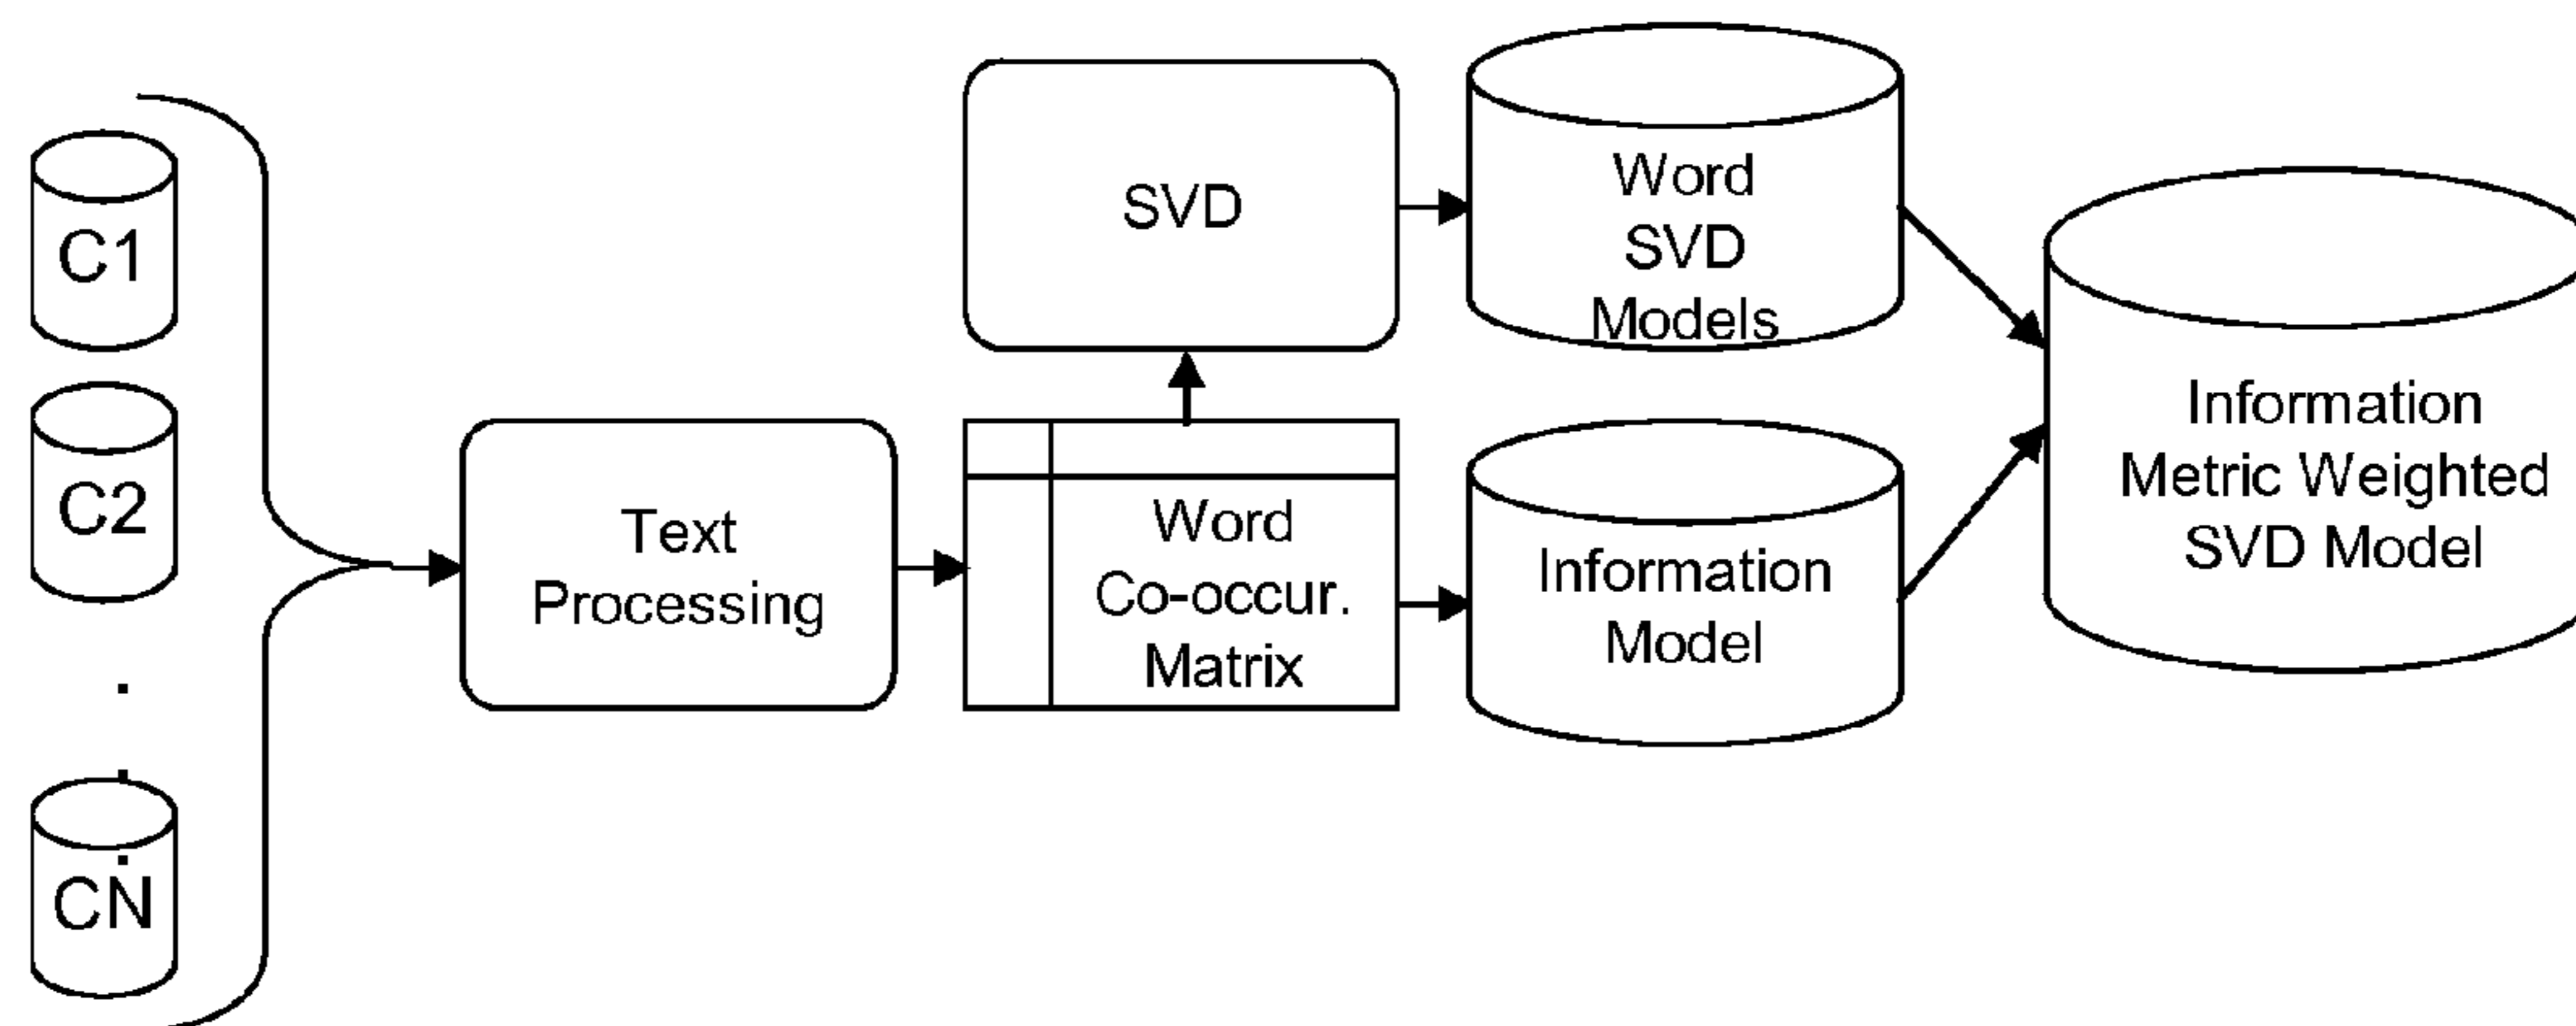 C1
C2
.
.
.
CN
Text
Processing
SVD
Word
Co-occur.
Matrix
Word
SVD
Models
Information
Model
Information
Metric Weighted
SVD Model